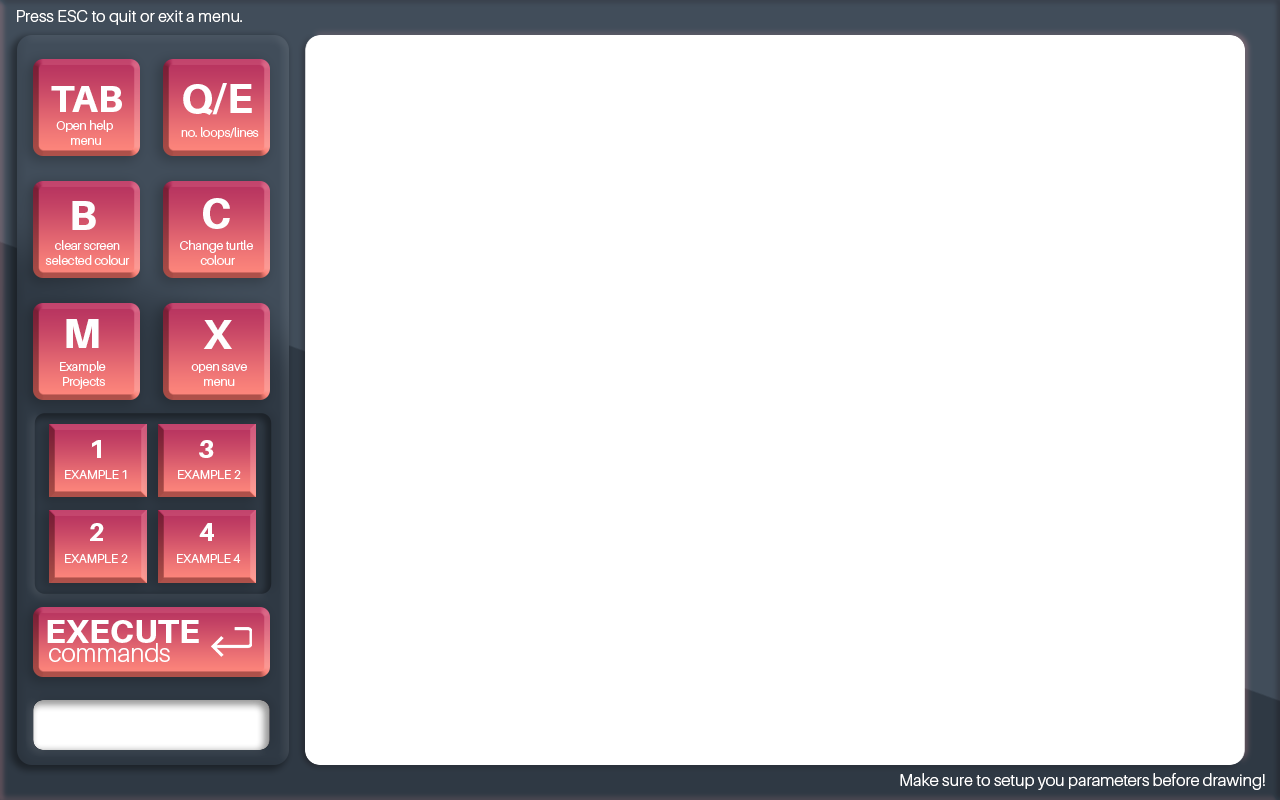 Press ESC to quit or exit a menu.
TAB
Open help
menu
Q/E
no. loops/lines
B
clear screen
selected colour
C
Change turtle
colour
M
Example
Projects
X
open save
menu
1
EXAMPLE 1
3
EXAMPLE 2
2
EXAMPLE 2
4
EXAMPLE 4
EXECUTE
commands
Make sure to setup you parameters before drawing!